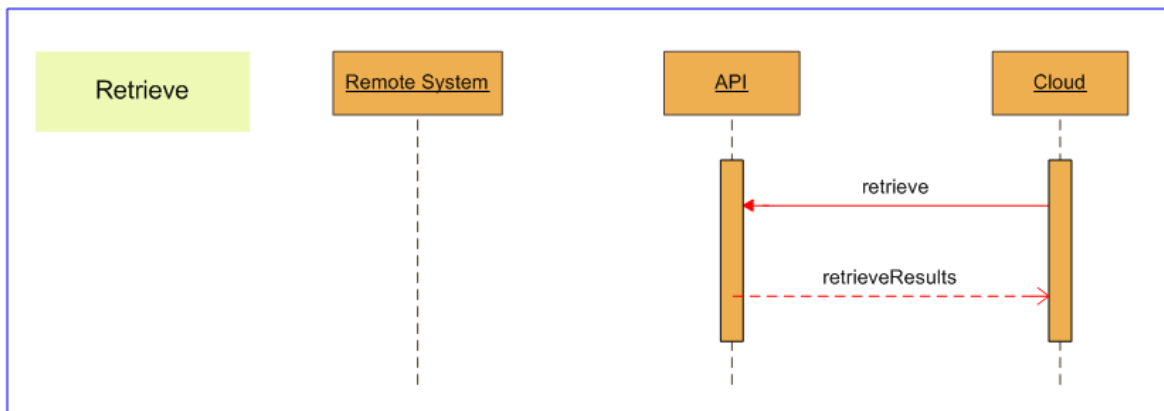 Retrieve
Remote System
API
Cloud
retrieve
retrieveResults